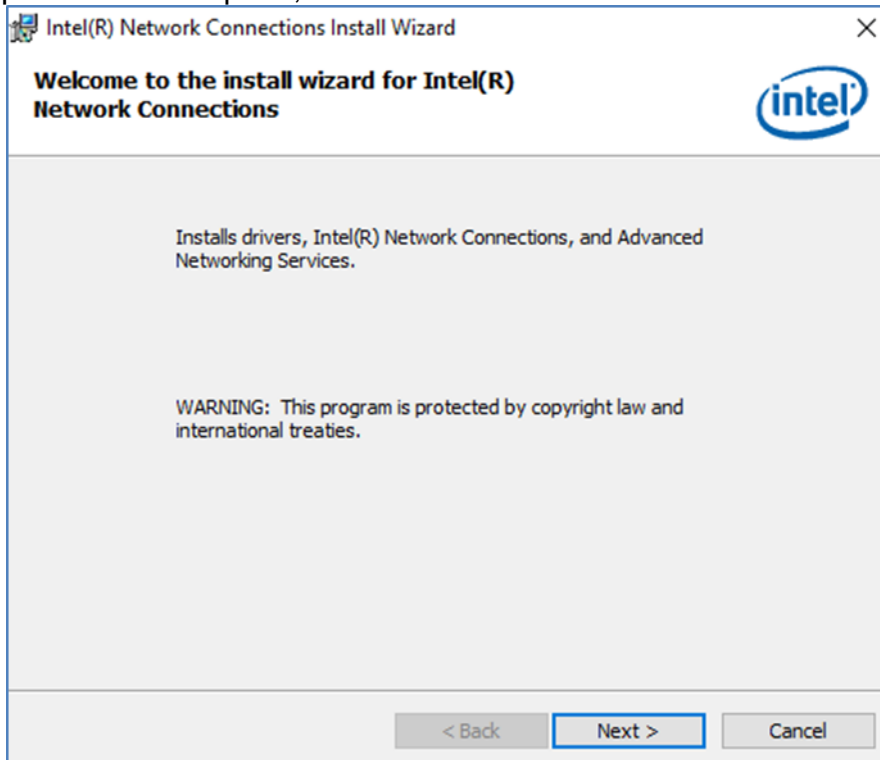 Intel(R) Network Connections Install Wizard
Welcome to the install wizard for Intel(R)
Network Connections
intel
Installs drivers, Intel(R) Network Connections, and Advanced
Networking Services.
WARNING: This program is protected by copyright law and
international treaties.
< Back Next > Cancel